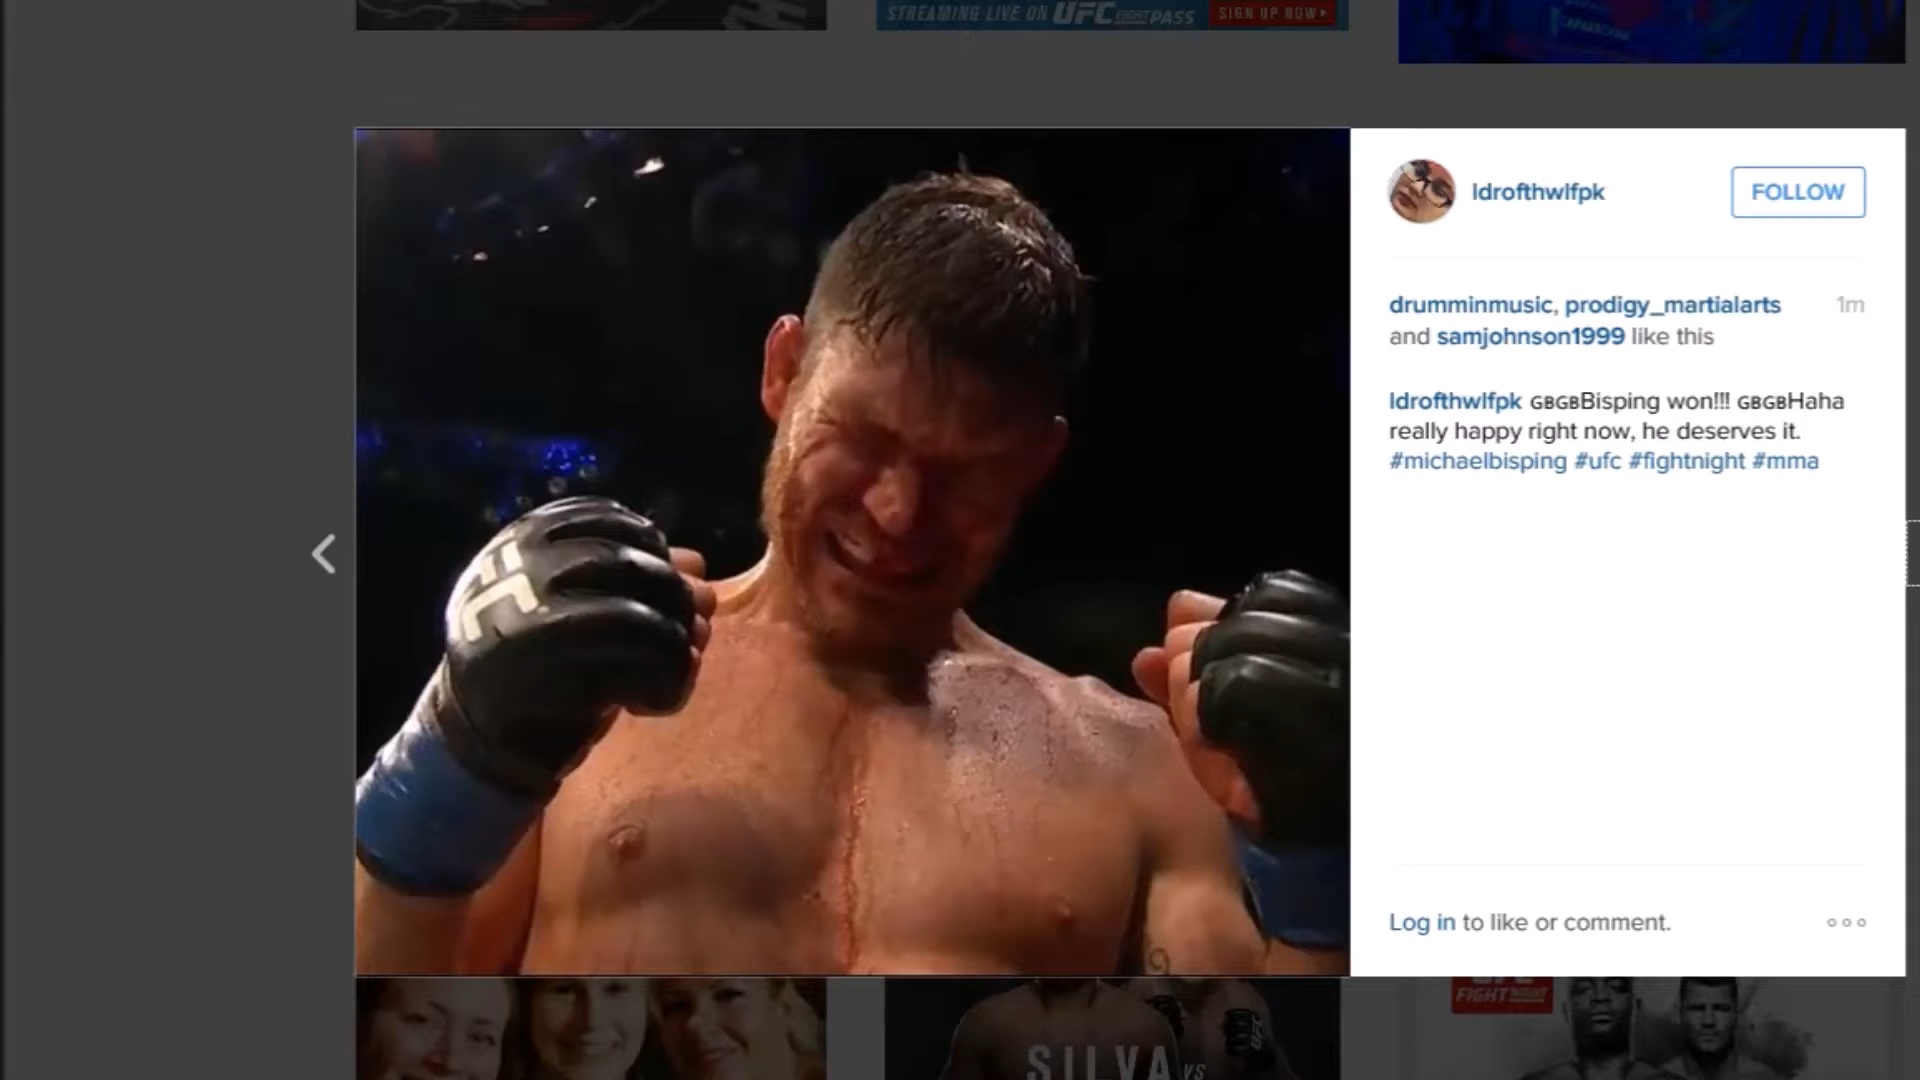 STREAMING LIVE ON UFC FIGHT PASS SIGN UP NOW
ldrofthwlfpk
FOLLOW
drumminmusic, prodigy_martialarts 1m
and samjohnson1999 like this
ldrofthwlfpk GBGBBisping won!!! GBGBHaha
really happy right now, he deserves it.
#michaelbisping #ufc #fightnight #mma
Log in to like or comment.
SILVA VS
UFC
FIGHT NIGHT